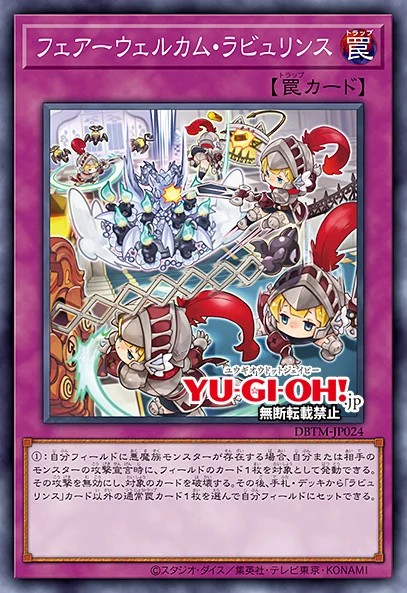 フェアーウェルカム・ラビュリンス
トラップ
罠
トラップ
【罠カード】
ユウギオウドットジェイピー
YU-GI-OH!.jp
無断転載禁止
DBTM-JP024
①：自分フィールドに悪魔族モンスターが存在する場合、自分または相手の
モンスターの攻撃宣言時に、フィールドのカード１枚を対象として発動できる。
その攻撃を無効にし、対象のカードを破壊する。その後、手札・デッキから「ラビュ
リンス」カード以外の通常罠カード１枚を選んで自分フィールドにセットできる。
©スタジオ・ダイス／集英社・テレビ東京・KONAMI